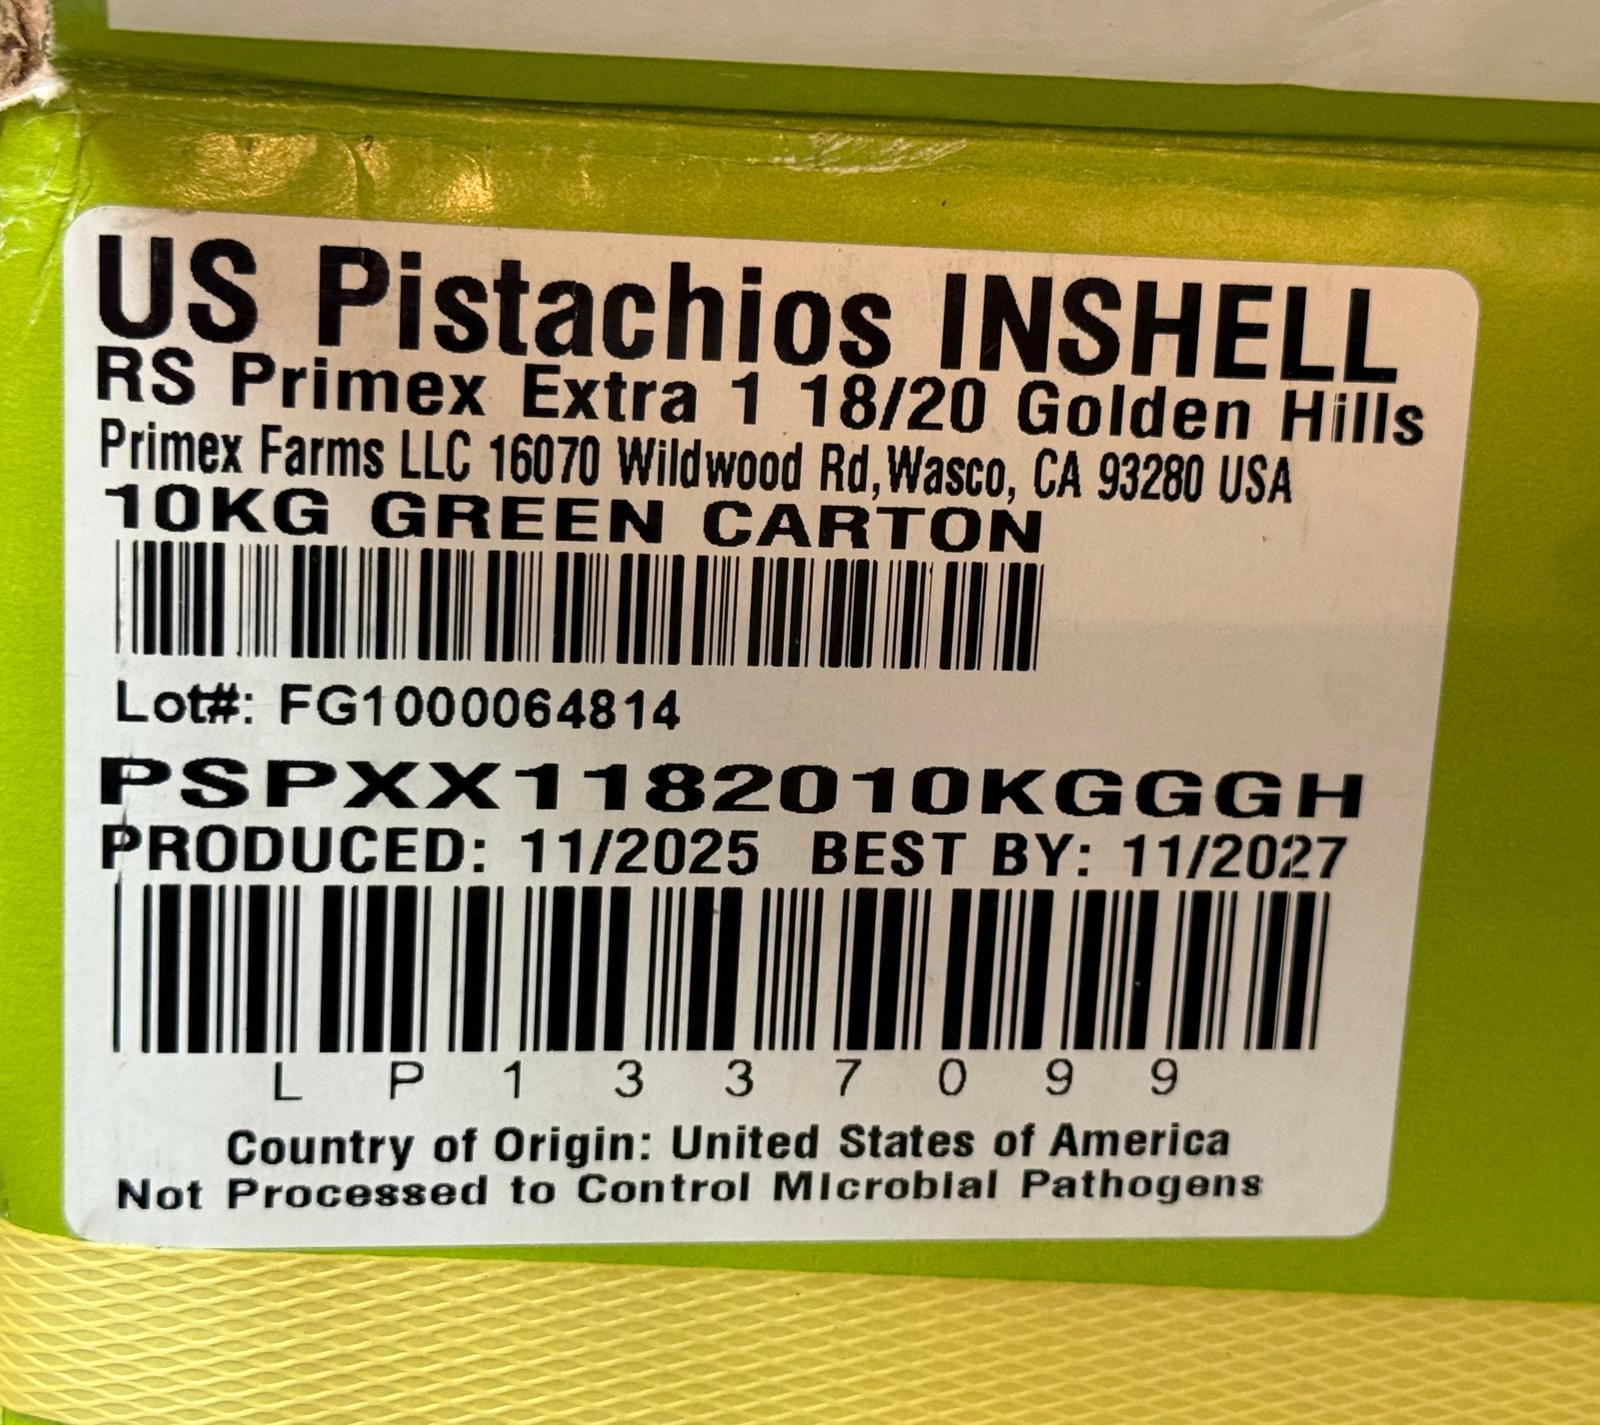 US Pistachios INSHELL
RS Primex Extra 1 18/20 Golden Hills
Primex Farms LLC 16070 Wildwood Rd,Wasco, CA 93280 USA
10KG GREEN CARTON
Lot#: FG1000064814
PSPXX1182010KGGGH
PRODUCED: 11/2025 BEST BY: 11/2027
LP1337099
Country of Origin: United States of America
Not Processed to Control Microbial Pathogens